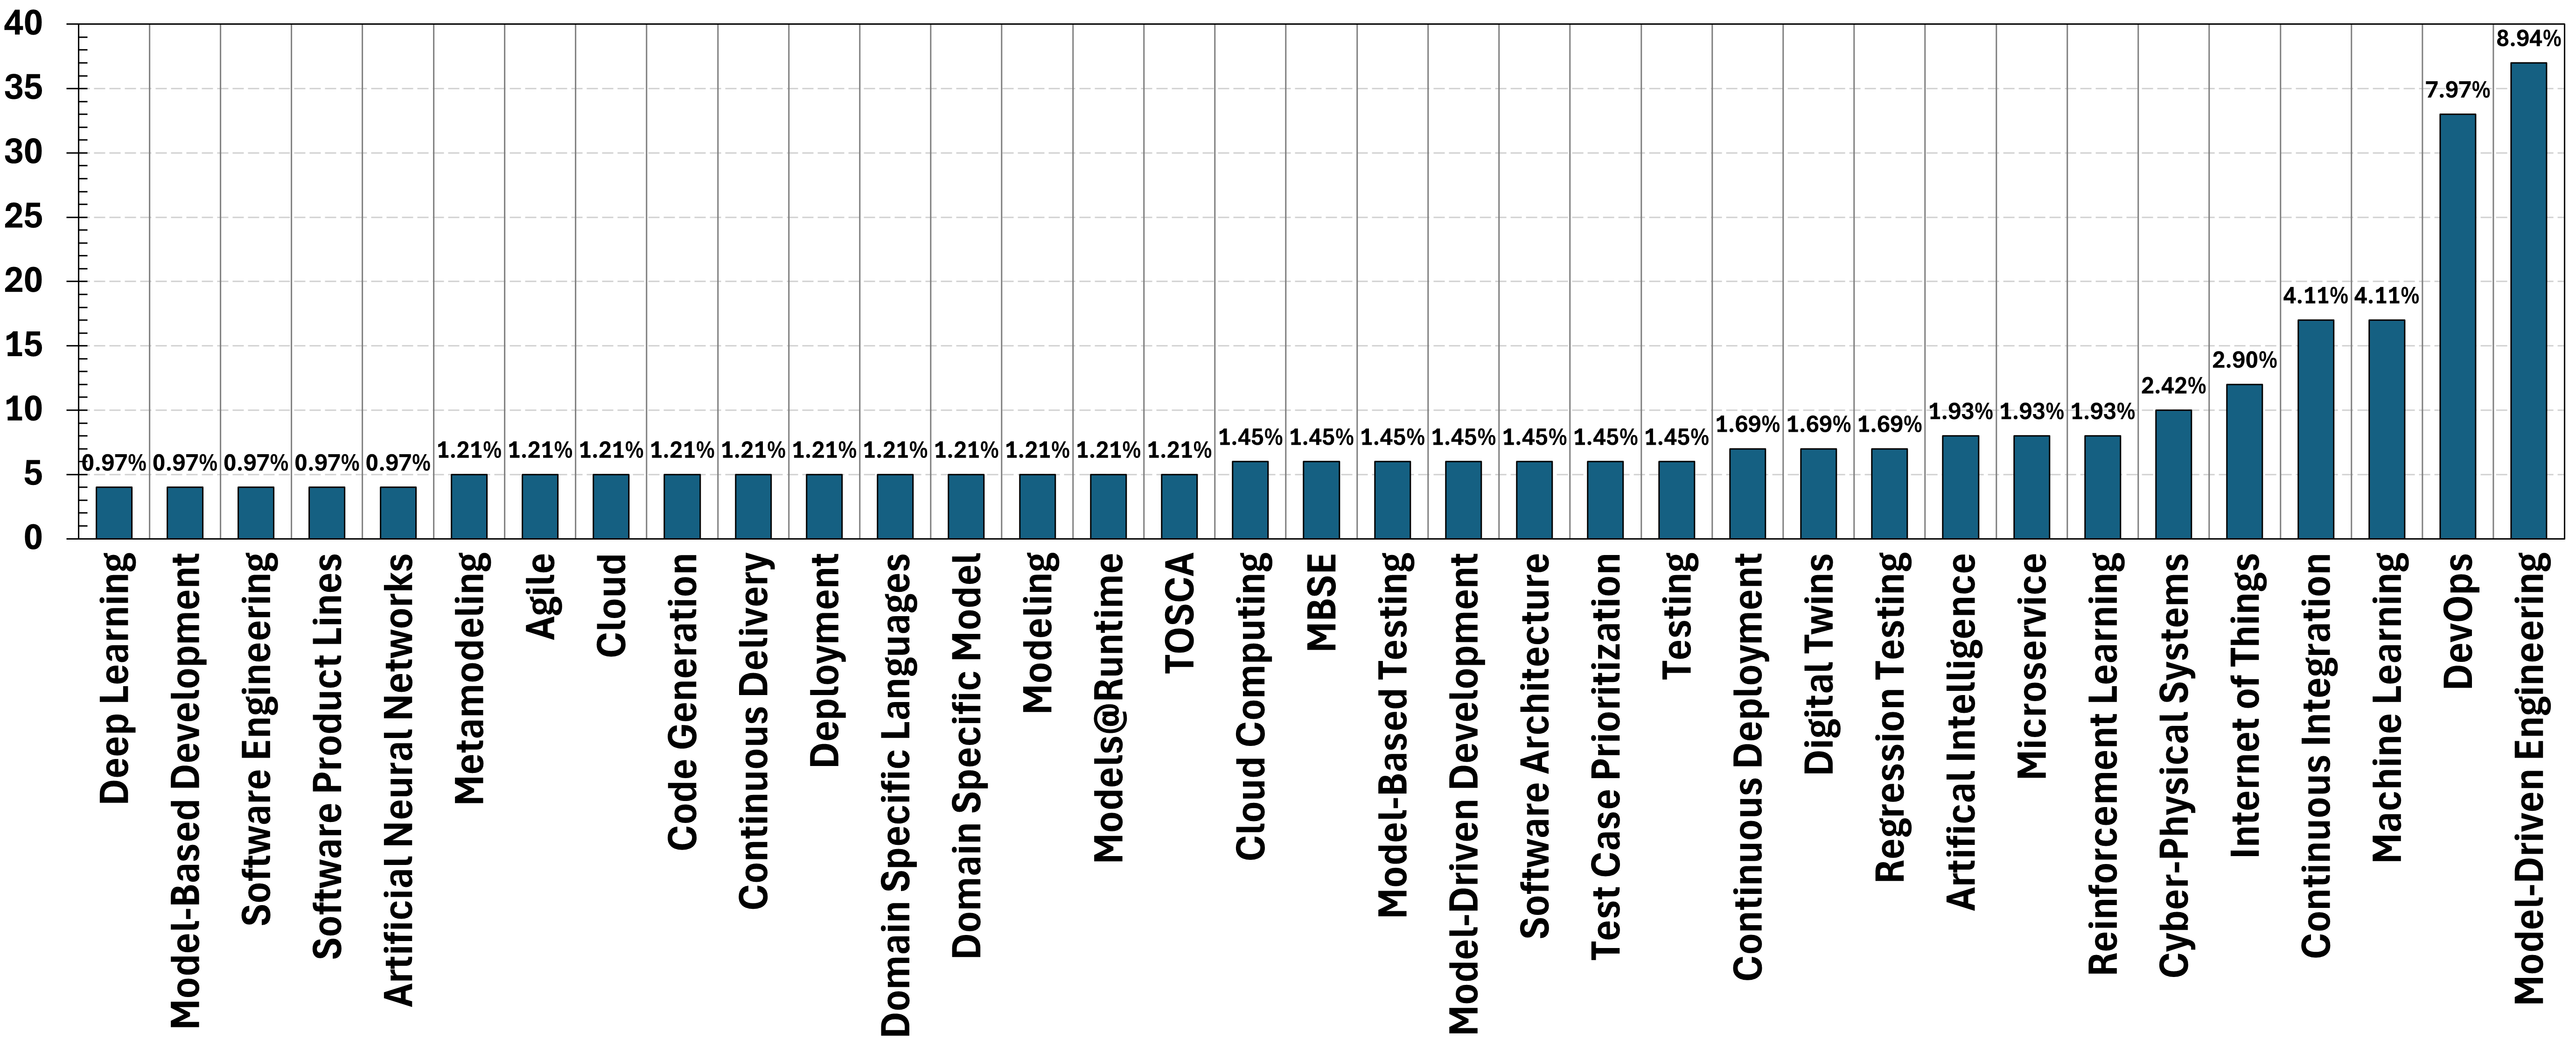 40
35
30
25
20
15
10
5
0
0.97% 0.97% 0.97% 0.97% 0.97% 1.21% 1.21% 1.21% 1.21% 1.21% 1.21% 1.21% 1.21% 1.21% 1.21% 1.21% 1.45% 1.45% 1.45% 1.45% 1.45% 1.45% 1.45% 1.69% 1.69% 1.69% 1.93% 1.93% 1.93% 2.42% 2.90% 4.11% 4.11% 7.97% 8.94%
Deep Learning
Model-Based Development
Software Engineering
Software Product Lines
Artificial Neural Networks
Metamodeling
Agile
Cloud
Code Generation
Continuous Delivery
Deployment
Domain Specific Languages
Domain Specific Model
Modeling
Models@Runtime
TOSCA
Cloud Computing
MBSE
Model-Based Testing
Model-Driven Development
Software Architecture
Test Case Prioritization
Testing
Continuous Deployment
Digital Twins
Regression Testing
Artifical Intelligence
Microservice
Reinforcement Learning
Cyber-Physical Systems
Internet of Things
Continuous Integration
Machine Learning
DevOps
Model-Driven Engineering